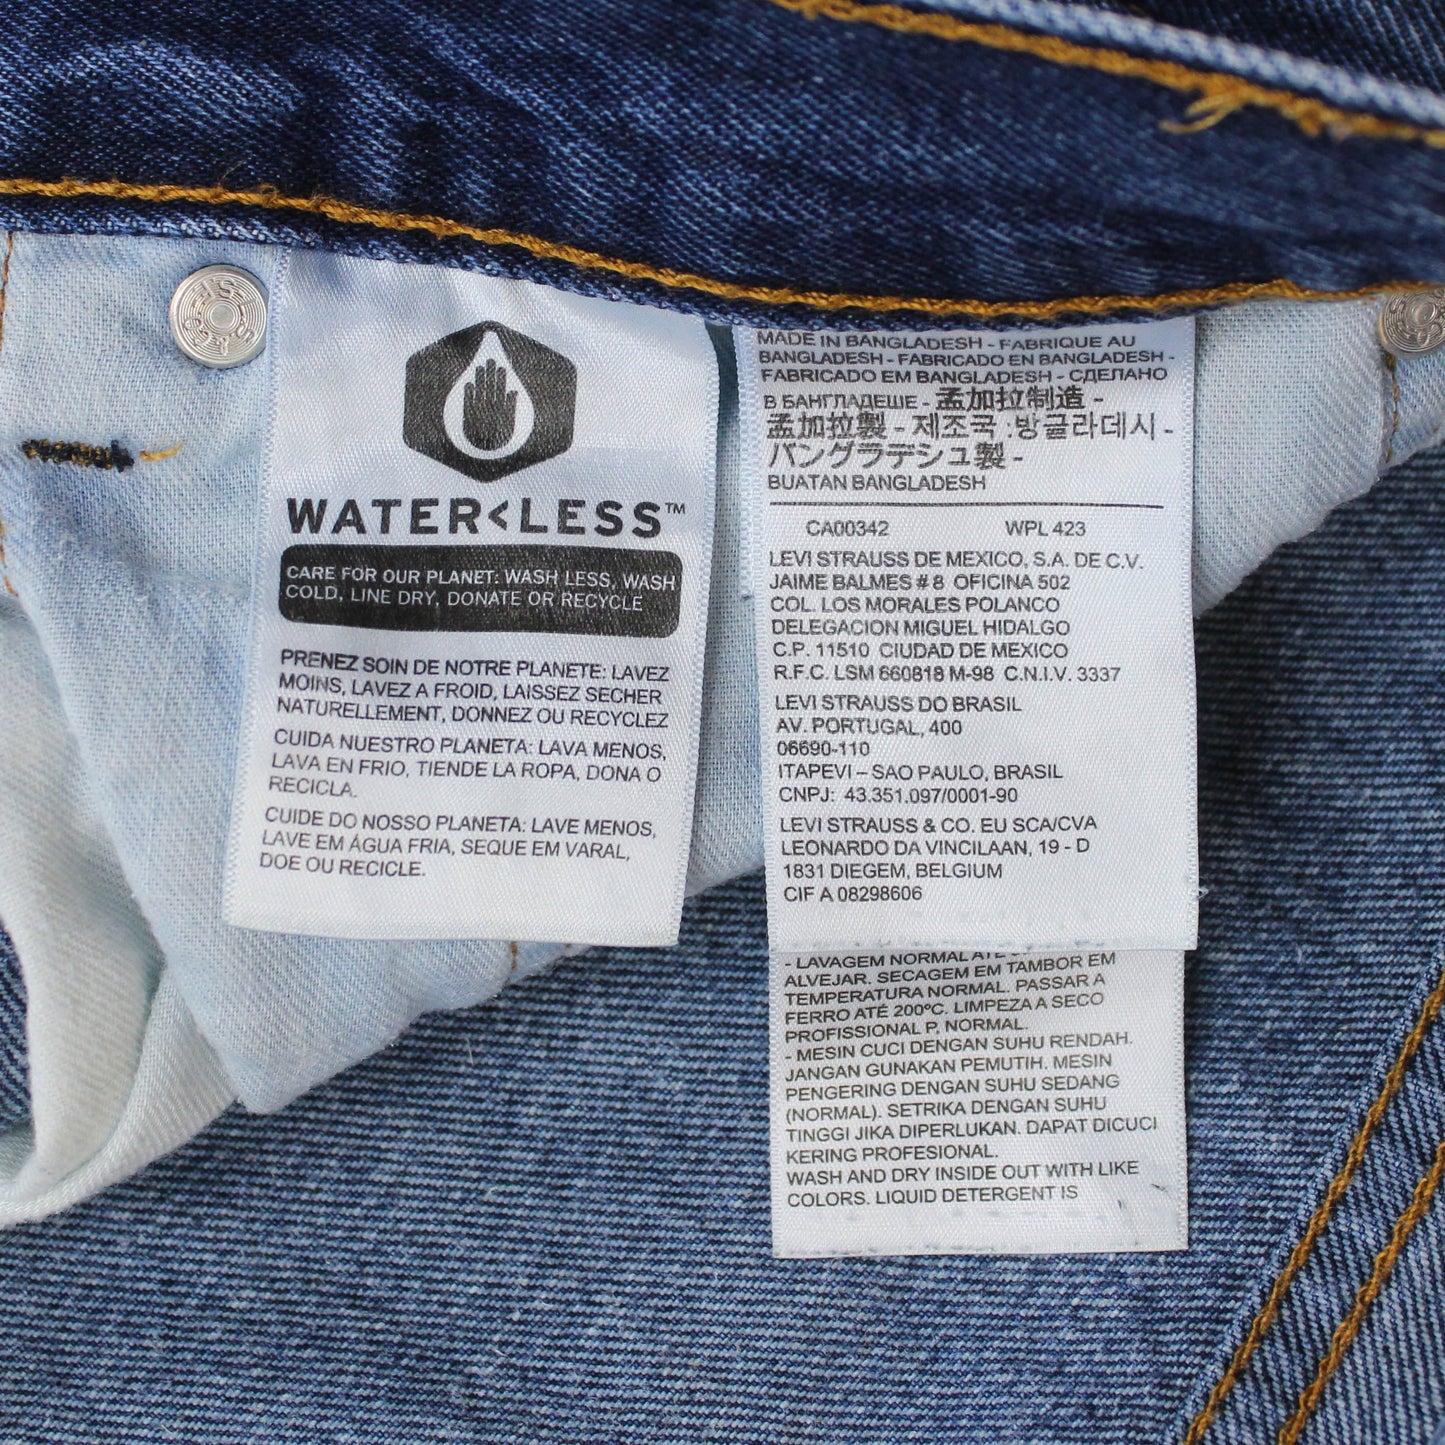 WATER<LESS™
CARE FOR OUR PLANET: WASH LESS, WASH
COLD, LINE DRY, DONATE OR RECYCLE
PRENEZ SOIN DE NOTRE PLANETE: LAVEZ
MOINS, LAVEZ A FROID, LAISSEZ SECHER
NATURELLEMENT, DONNEZ OU RECYCLEZ
CUIDA NUESTRO PLANETA: LAVA MENOS,
LAVA EN FRIO, TIENDE LA ROPA, DONA O
RECICLA.
CUIDE DO NOSSO PLANETA: LAVE MENOS,
LAVE EM ÁGUA FRIA, SEQUE EM VARAL,
DOE OU RECICLE.
MADE IN BANGLADESH - FABRIQUE AU
BANGLADESH - FABRICADO EN BANGLADESH -
FABRICADO EM BANGLADESH - СДЕЛАНО
В БАНГЛАДЕШЕ - 孟加拉制造 -
孟加拉製 - 제조국 :방글라데시 -
バングラデシュ製 -
BUATAN BANGLADESH
CA00342 WPL 423
LEVI STRAUSS DE MEXICO, S.A. DE C.V.
JAIME BALMES # 8 OFICINA 502
COL. LOS MORALES POLANCO
DELEGACION MIGUEL HIDALGO
C.P. 11510 CIUDAD DE MEXICO
R.F.C. LSM 660818 M-98 C.N.I.V. 3337
LEVI STRAUSS DO BRASIL
AV. PORTUGAL, 400
06690-110
ITAPEVI – SAO PAULO, BRASIL
CNPJ: 43.351.097/0001-90
LEVI STRAUSS & CO. EU SCA/CVA
LEONARDO DA VINCILAAN, 19 - D
1831 DIEGEM, BELGIUM
CIF A 08298606
- LAVAGEM NORMAL ATÉ
ALVEJAR. SECAGEM EM TAMBOR EM
TEMPERATURA NORMAL. PASSAR A
FERRO ATÉ 200ºC. LIMPEZA A SECO
PROFISSIONAL P, NORMAL.
- MESIN CUCI DENGAN SUHU RENDAH.
JANGAN GUNAKAN PEMUTIH. MESIN
PENGERING DENGAN SUHU SEDANG
(NORMAL). SETRIKA DENGAN SUHU
TINGGI JIKA DIPERLUKAN. DAPAT DICUCI
KERING PROFESIONAL.
WASH AND DRY INSIDE OUT WITH LIKE
COLORS. LIQUID DETERGENT IS